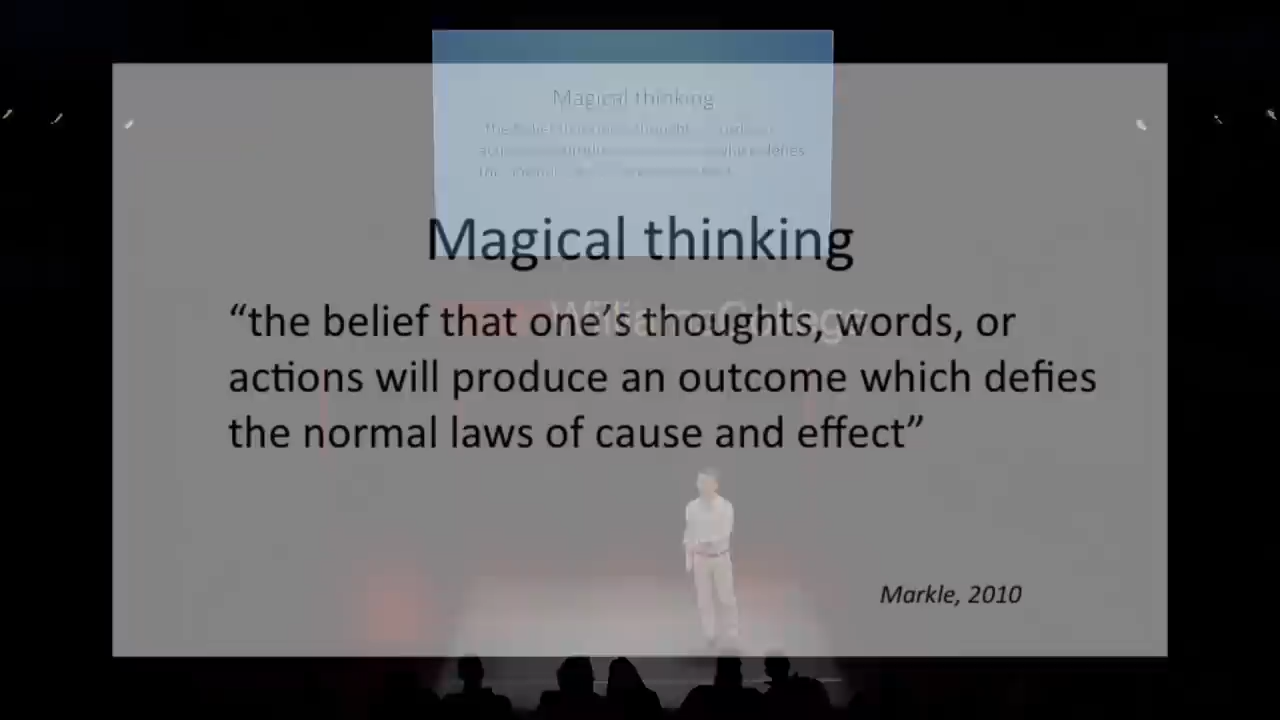 Magical thinking
Magical thinking
“the belief that one’s thoughts, words, or
actions will produce an outcome which defies
the normal laws of cause and effect”
Markle, 2010